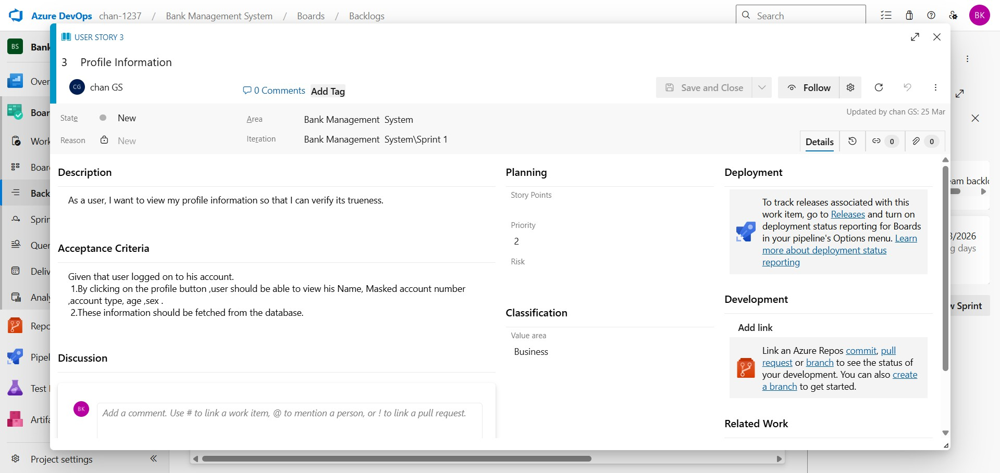 Azure DevOps chan-1237 / Bank Management System / Boards / Backlogs
Search
BK
BS
Bank
Over
Boar
Work
Boar
Back
Sprin
Quer
Deliv
Analy
Repo
Pipel
Test
Artifa
Project settings
USER STORY 3
3 Profile Information
CG chan GS
0 Comments
Add Tag
Save and Close
Follow
State
New
Reason
New
Area
Bank Management System
Iteration
Bank Management System\Sprint 1
Updated by chan GS: 25 Mar
Details
0
0
Description
As a user, I want to view my profile information so that I can verify its trueness.
Acceptance Criteria
Given that user logged on to his account.
1.By clicking on the profile button ,user should be able to view his Name, Masked account number
,account type, age ,sex .
2.These information should be fetched from the database.
Discussion
BK
Add a comment. Use # to link a work item, @ to mention a person, or ! to link a pull request.
Planning
Story Points
Priority
2
Risk
Classification
Value area
Business
Deployment
To track releases associated with this
work item, go to Releases and turn on
deployment status reporting for Boards
in your pipeline's Options menu. Learn
more about deployment status
reporting
Development
Add link
Link an Azure Repos commit, pull
request or branch to see the status of
your development. You can also create
a branch to get started.
Related Work
eam backlo
3/2026
g days
w Sprint